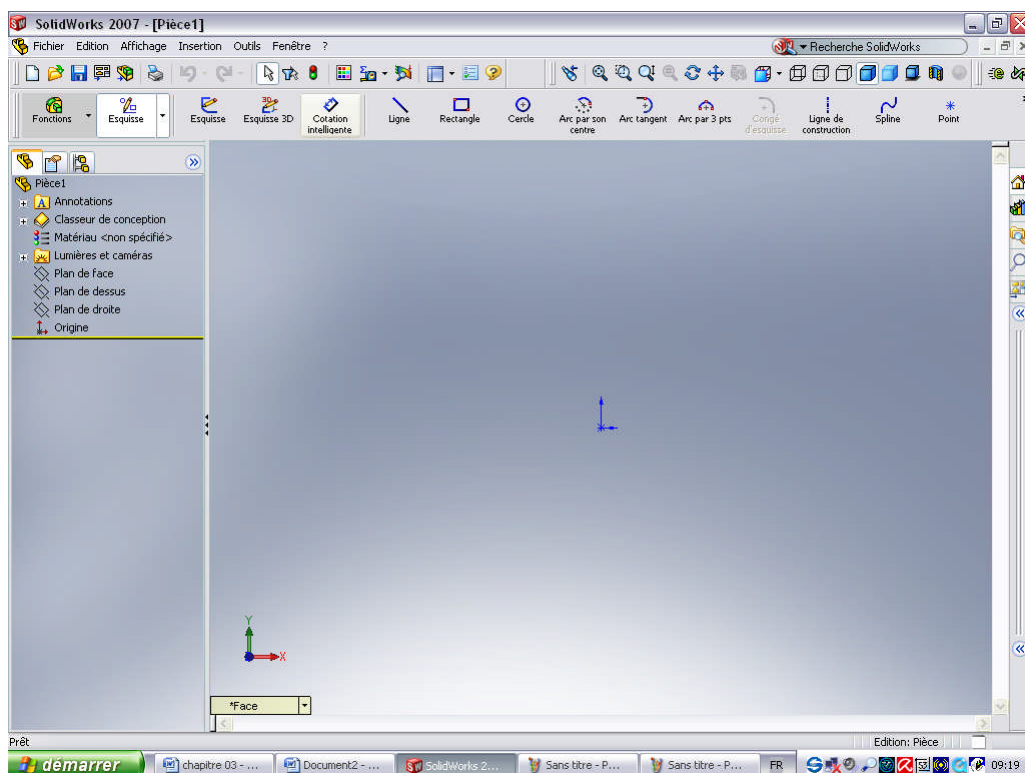 SolidWorks 2007 - [Pièce1]
Fichier Edition Affichage Insertion Outils Fenêtre ?
Recherche SolidWorks
Fonctions Esquisse Esquisse Esquisse 3D Cotation intelligente Ligne Rectangle Cercle Arc par son centre Arc tangent Arc par 3 pts Congé d'esquisse Ligne de construction Spline Point
Pièce1
Annotations
Classeur de conception
Matériau <non spécifié>
Lumières et caméras
Plan de face
Plan de dessus
Plan de droite
Origine
Y
X
*Face
Prêt
Edition: Pièce
démarrer
chapitre 03 - ...
Document2 - ...
SolidWorks 2...
Sans titre - P...
Sans titre - P...
FR
09:19